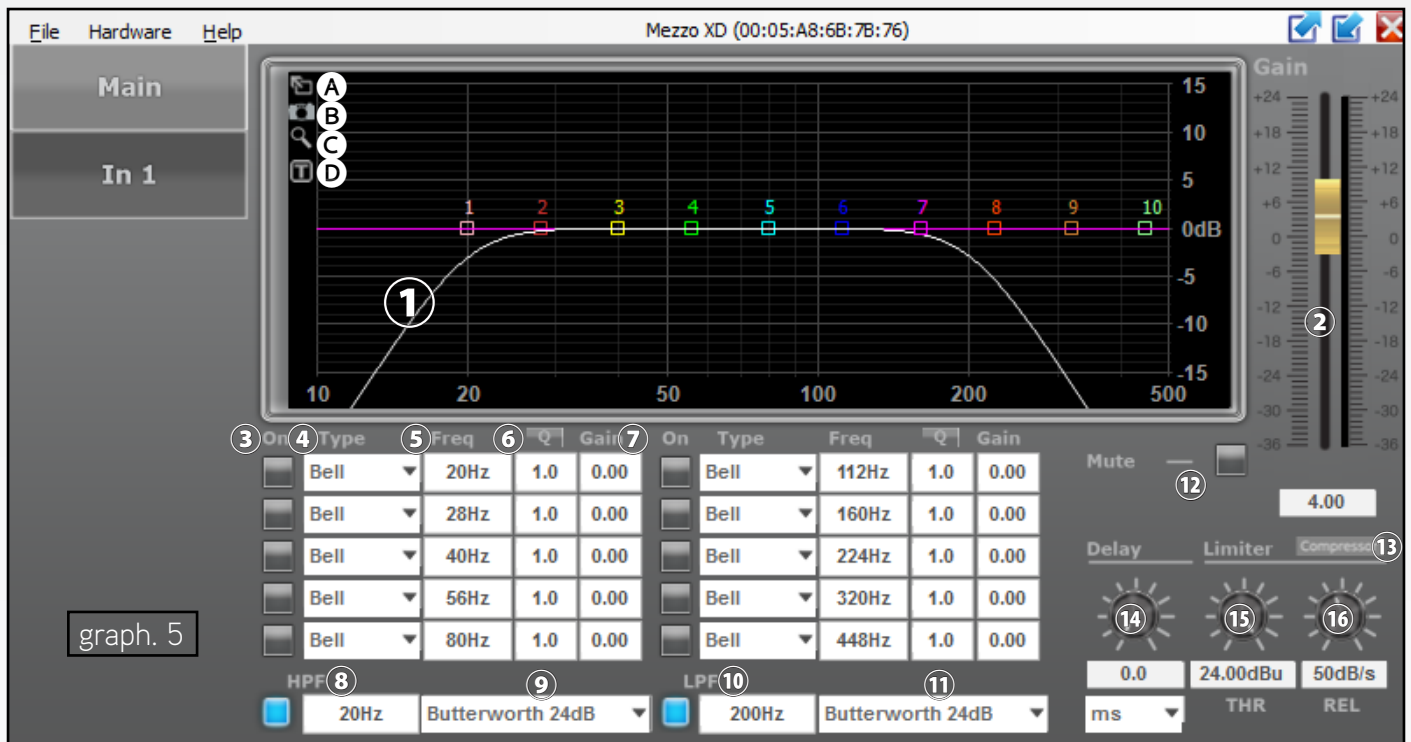 File Hardware Help Mezzo XD (00:05:A8:6B:7B:76)
Main
In 1
A
B
C
D
15
10
5
0dB
-5
-10
-15
1 2 3 4 5 6 7 8 9 10
1
10 20 50 100 200 500
Gain
+24 +24
+18 +18
+12 +12
+6 +6
0 0
-6 -6
-12 -12
2
-18 -18
-24 -24
-30 -30
-36 -36
3 On 4 Type 5 Freq 6 Q Gain 7 On Type Freq Q Gain
Bell 20Hz 1.0 0.00 Bell 112Hz 1.0 0.00
Bell 28Hz 1.0 0.00 Bell 160Hz 1.0 0.00
Bell 40Hz 1.0 0.00 Bell 224Hz 1.0 0.00
Bell 56Hz 1.0 0.00 Bell 320Hz 1.0 0.00
Bell 80Hz 1.0 0.00 Bell 448Hz 1.0 0.00
graph. 5
HPF 8 9 LPF 10 11
20Hz Butterworth 24dB 200Hz Butterworth 24dB
Mute 12
4.00
Delay Limiter Compresso 13
14 15 16
0.0 24.00dBu 50dB/s
ms THR REL